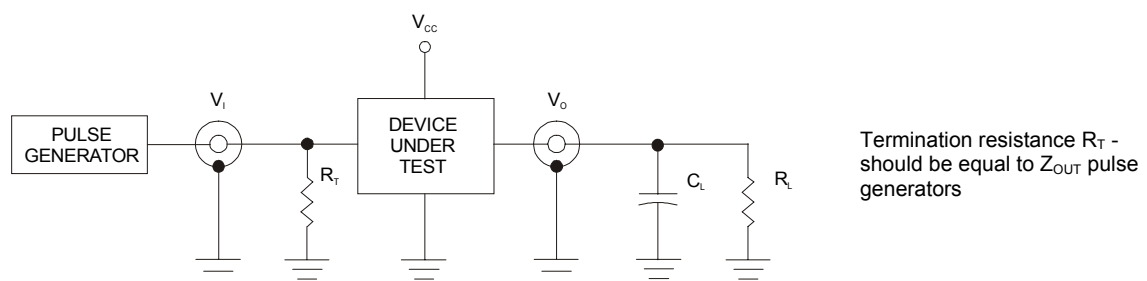 V_CC
V_I
V_O
PULSE
GENERATOR
DEVICE
UNDER
TEST
R_T
C_L
R_L
Termination resistance R_T -
should be equal to Z_OUT pulse
generators